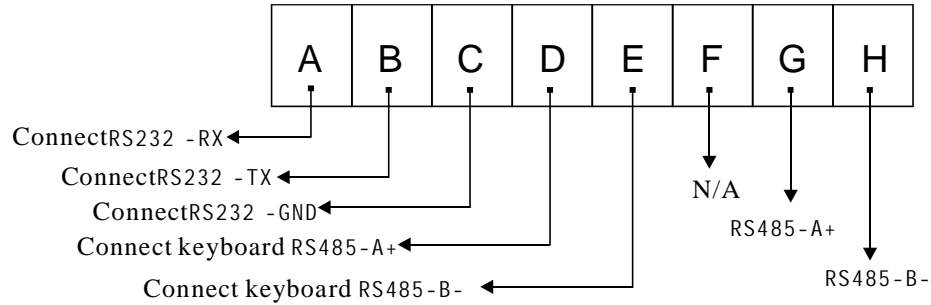 A B C D E F G H
ConnectRS232 -RX
ConnectRS232 -TX
N/A
ConnectRS232 -GND
RS485-A+
Connect keyboard RS485-A+
RS485-B-
Connect keyboard RS485-B-